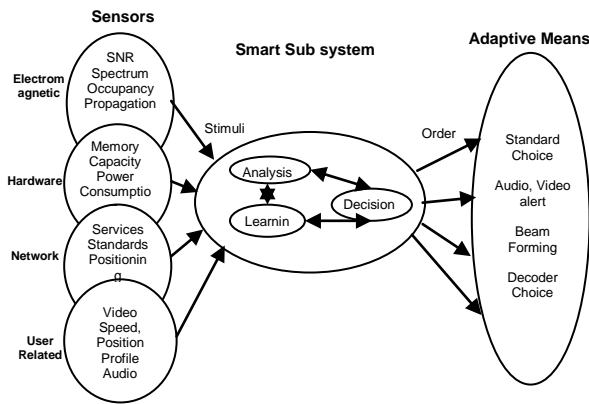 Sensors
Smart Sub system
Adaptive Means
Electrom
agnetic
SNR
Spectrum
Occupancy
Propagation
Hardware
Memory
Capacity
Power
Consumptio
Network
Services
Standards
Positionin
g
User
Related
Video
Speed,
Position
Profile
Audio
Stimuli
Analysis
Learnin
Decision
Order
Standard
Choice
Audio, Video
alert
Beam
Forming
Decoder
Choice